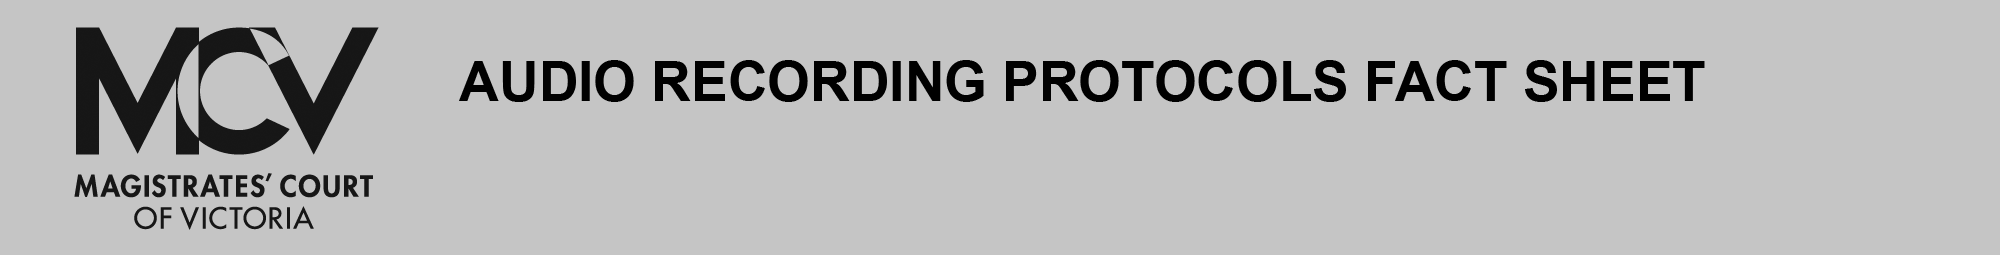 MCV
MAGISTRATES' COURT
OF VICTORIA
AUDIO RECORDING PROTOCOLS FACT SHEET